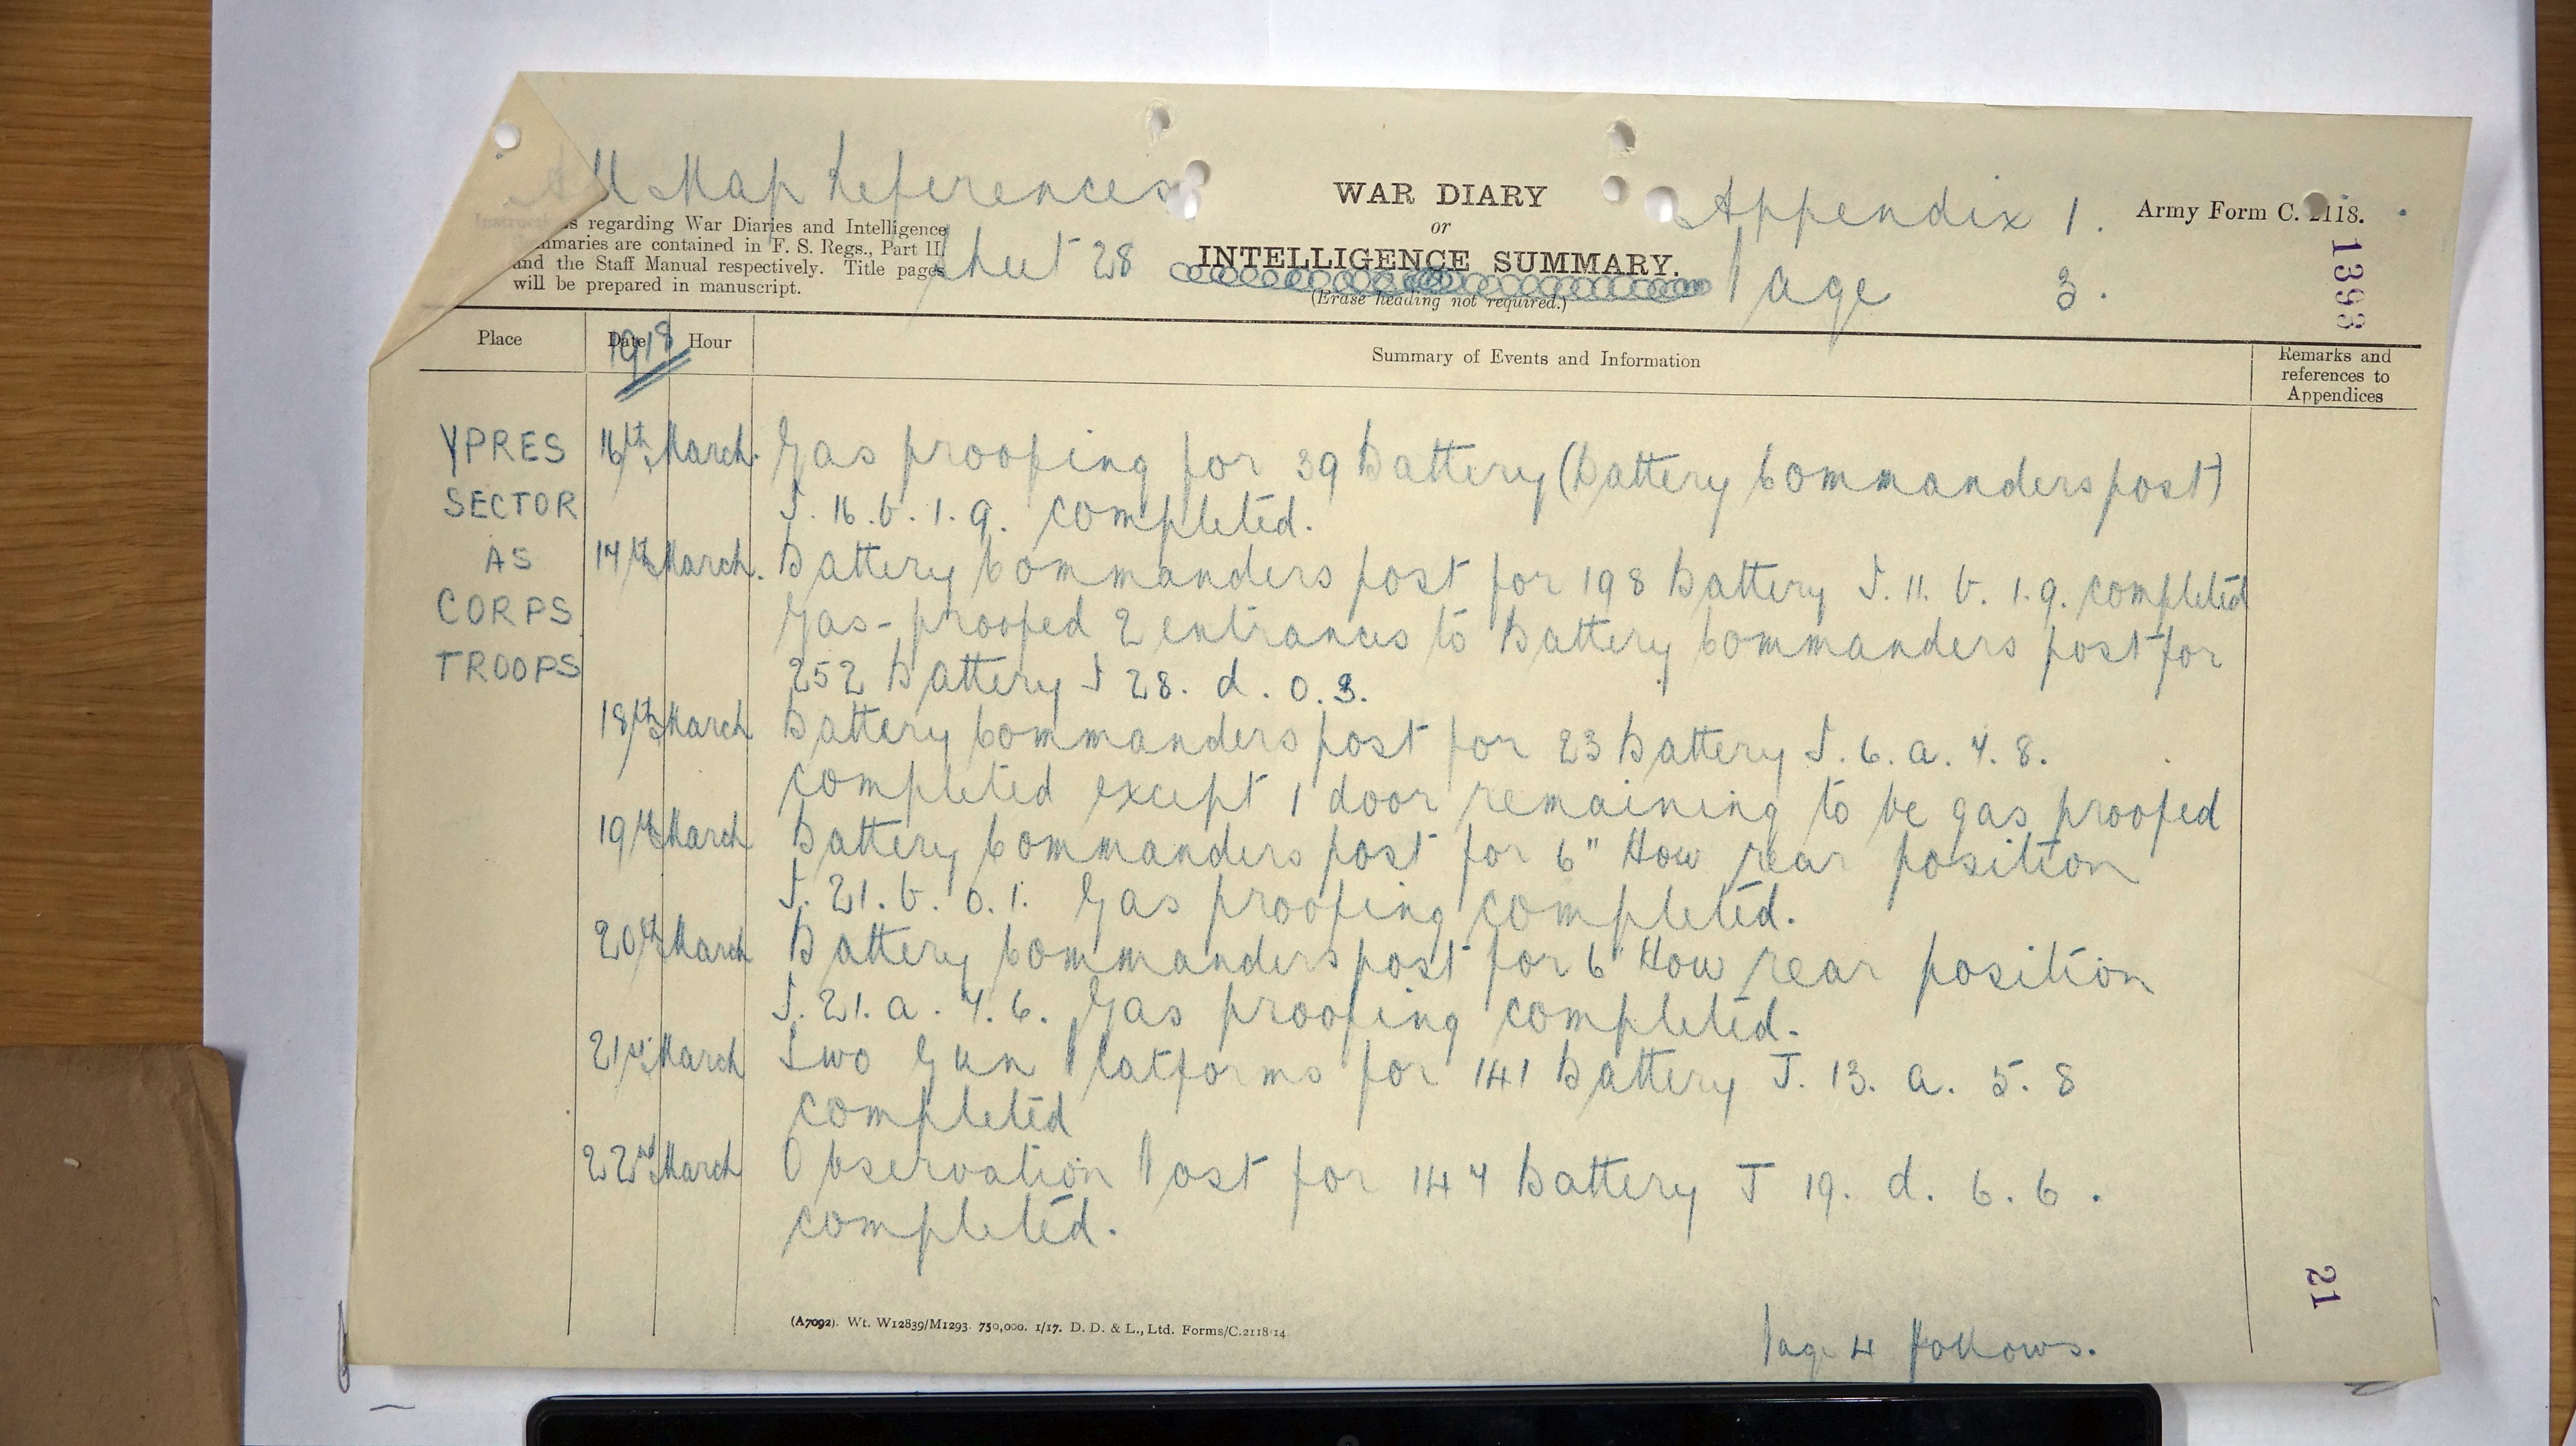 All Map References
Sheet 28
Instructions regarding War Diaries and Intelligence
Summaries are contained in F. S. Regs., Part II.
and the Staff Manual respectively. Title pages
will be prepared in manuscript.
WAR DIARY
or
INTELLIGENCE SUMMARY.
(Erase heading not required.)
Appendix 1.
Page 3.
Army Form C. 2118.
1393
Place
Date
1918
Hour
Summary of Events and Information
Remarks and
references to
Appendices
YPRES
SECTOR
AS
CORPS
TROOPS
16th March. Gas proofing for 39 Battery (Battery Commanders post)
J. 16. b. 1. 9. completed.
17th March. Battery Commanders post for 198 Battery J. 11. b. 1. 9. completed
Gas-proofed 2 entrances to Battery Commanders post for
252 Battery J 28. d. 0. 3.
18th March Battery Commanders post for 23 Battery J. 6. a. 7. 8.
completed except 1 door remaining to be gas proofed
19th March Battery Commanders post for 6" How rear position
J. 21. b. 0. 1. Gas proofing completed.
20th March Battery Commanders post for 6" How rear position
J. 21. a. 7. 6. Gas proofing completed.
21st March Two Gun Platforms for 141 Battery J. 13. a. 5. 8
completed
22nd March Observation Post for 147 Battery J 19. d. 6. 6.
completed.
21
(A7092). Wt. W12839/M1293. 750,000. 1/17. D. D. & L., Ltd. Forms/C.2118/14
Page 4 follows.